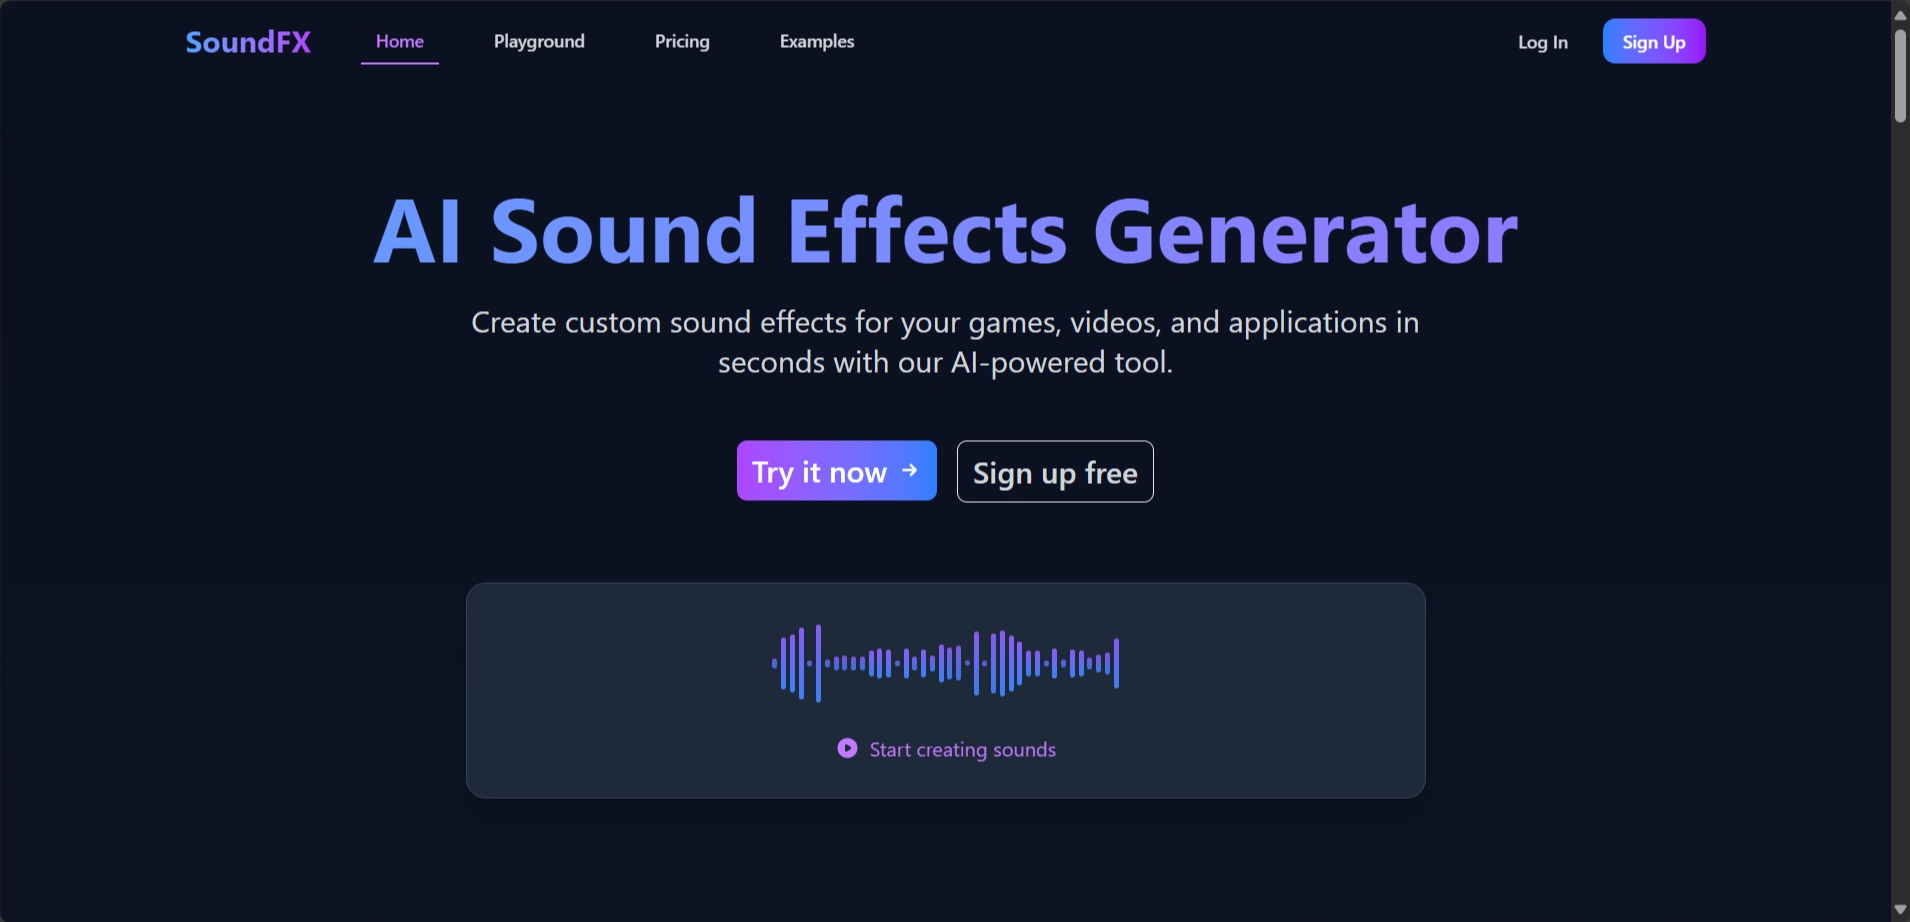 SoundFX
Home
Playground
Pricing
Examples
Log In
Sign Up
AI Sound Effects Generator
Create custom sound effects for your games, videos, and applications in
seconds with our AI-powered tool.
Try it now →
Sign up free
Start creating sounds